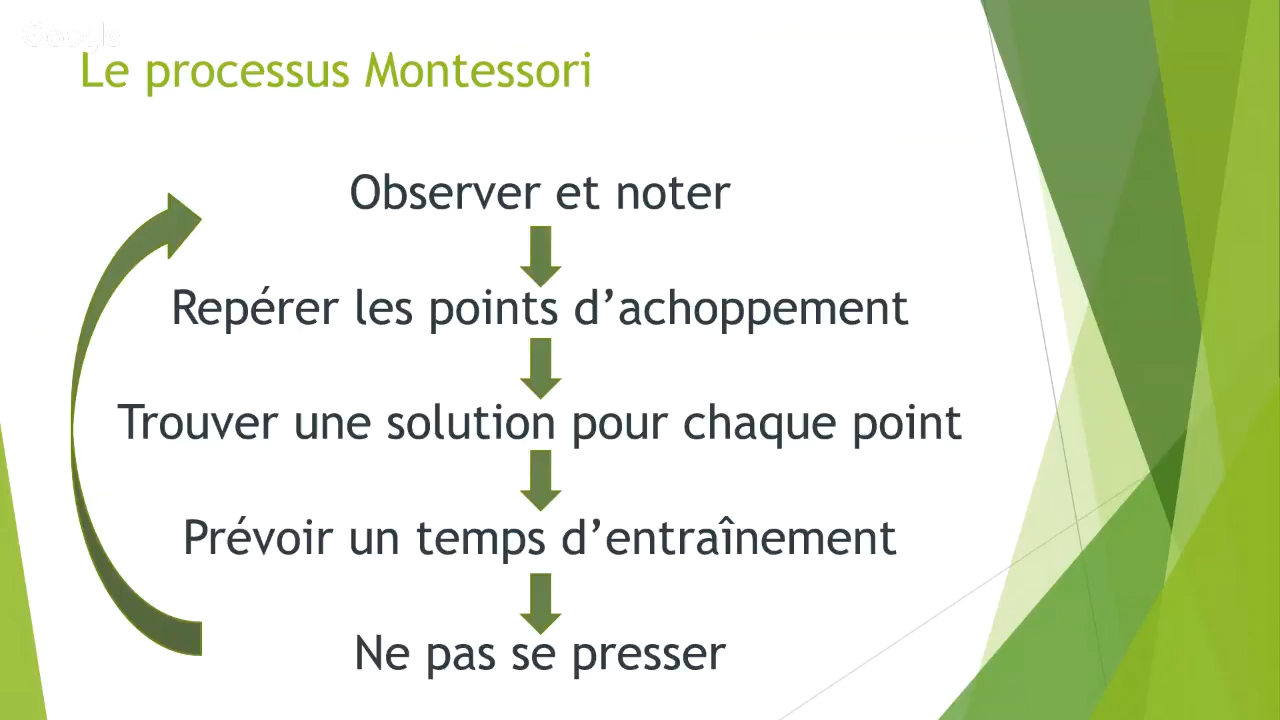 Google
Le processus Montessori
Observer et noter
Repérer les points d’achoppement
Trouver une solution pour chaque point
Prévoir un temps d’entraînement
Ne pas se presser